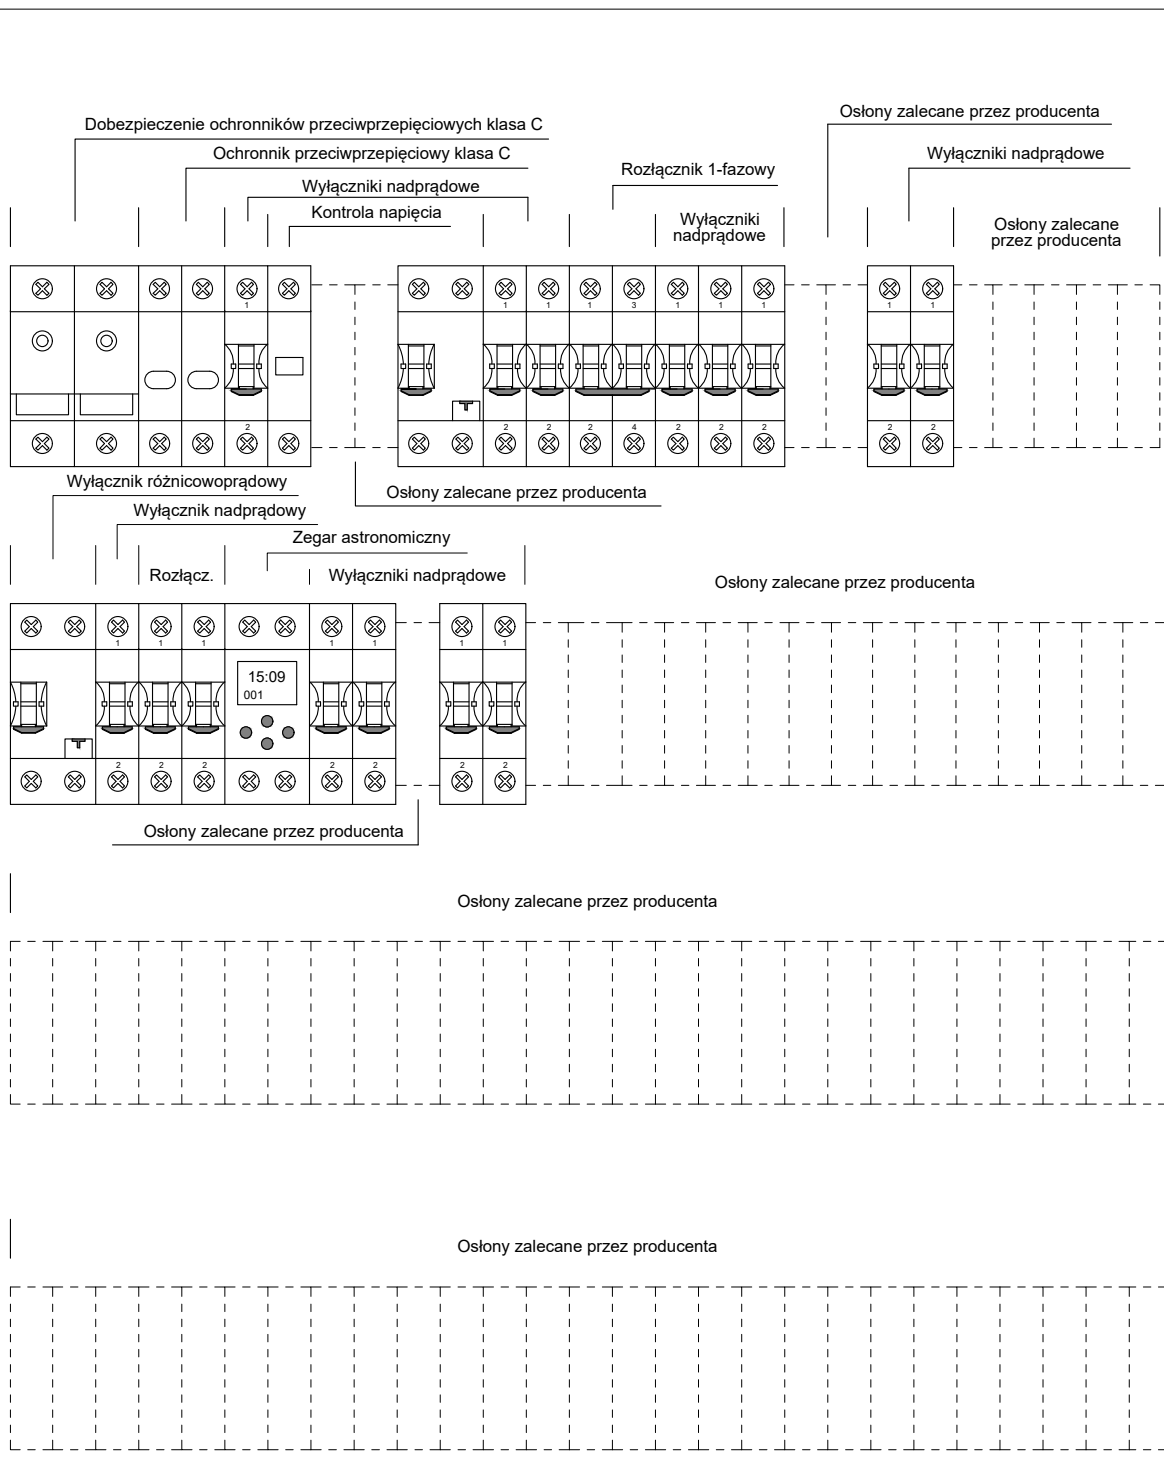 Osłony zalecane przez producenta
Dobezpieczenie ochronników przeciwprzepięciowych klasa C
Ochronnik przeciwprzepięciowy klasa C
Wyłączniki nadprądowe
Rozłącznik 1-fazowy
Wyłączniki nadprądowe
Kontrola napięcia
Wyłączniki
nadprądowe
Osłony zalecane
przez producenta
1 1 1 1 3 1 1 1 1 1
2 2 2 2 4 2 2 2 2 2
Wyłącznik różnicowoprądowy
Osłony zalecane przez producenta
Wyłącznik nadprądowy
Zegar astronomiczny
Rozłącz.
Wyłączniki nadprądowe
Osłony zalecane przez producenta
1 1 1 1 1 1 1
15:09
001
2 2 2 2 2 2 2
Osłony zalecane przez producenta
Osłony zalecane przez producenta
Osłony zalecane przez producenta